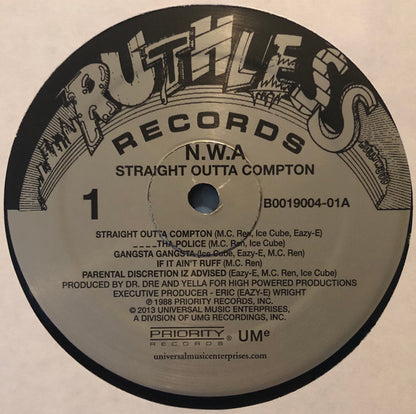 RUTHLESS
RECORDS
N.W.A
STRAIGHT OUTTA COMPTON
1
B0019004-01A
STRAIGHT OUTTA COMPTON (M.C. Ren, Ice Cube, Eazy-E)
_____THA POLICE (M.C. Ren, Ice Cube)
GANGSTA GANGSTA (Ice Cube, Eazy-E, M.C. Ren)
IF IT AIN'T RUFF (M.C. Ren)
PARENTAL DISCRETION IZ ADVISED (Eazy-E, M.C. Ren, Ice Cube)
PRODUCED BY DR. DRE AND YELLA FOR HIGH POWERED PRODUCTIONS
EXECUTIVE PRODUCER - ERIC (EAZY-E) WRIGHT
℗ 1988 PRIORITY RECORDS, INC.
© 2013 UNIVERSAL MUSIC ENTERPRISES,
A DIVISION OF UMG RECORDINGS, INC.
PRIORITY RECORDS® UMe
universalmusicenterprises.com